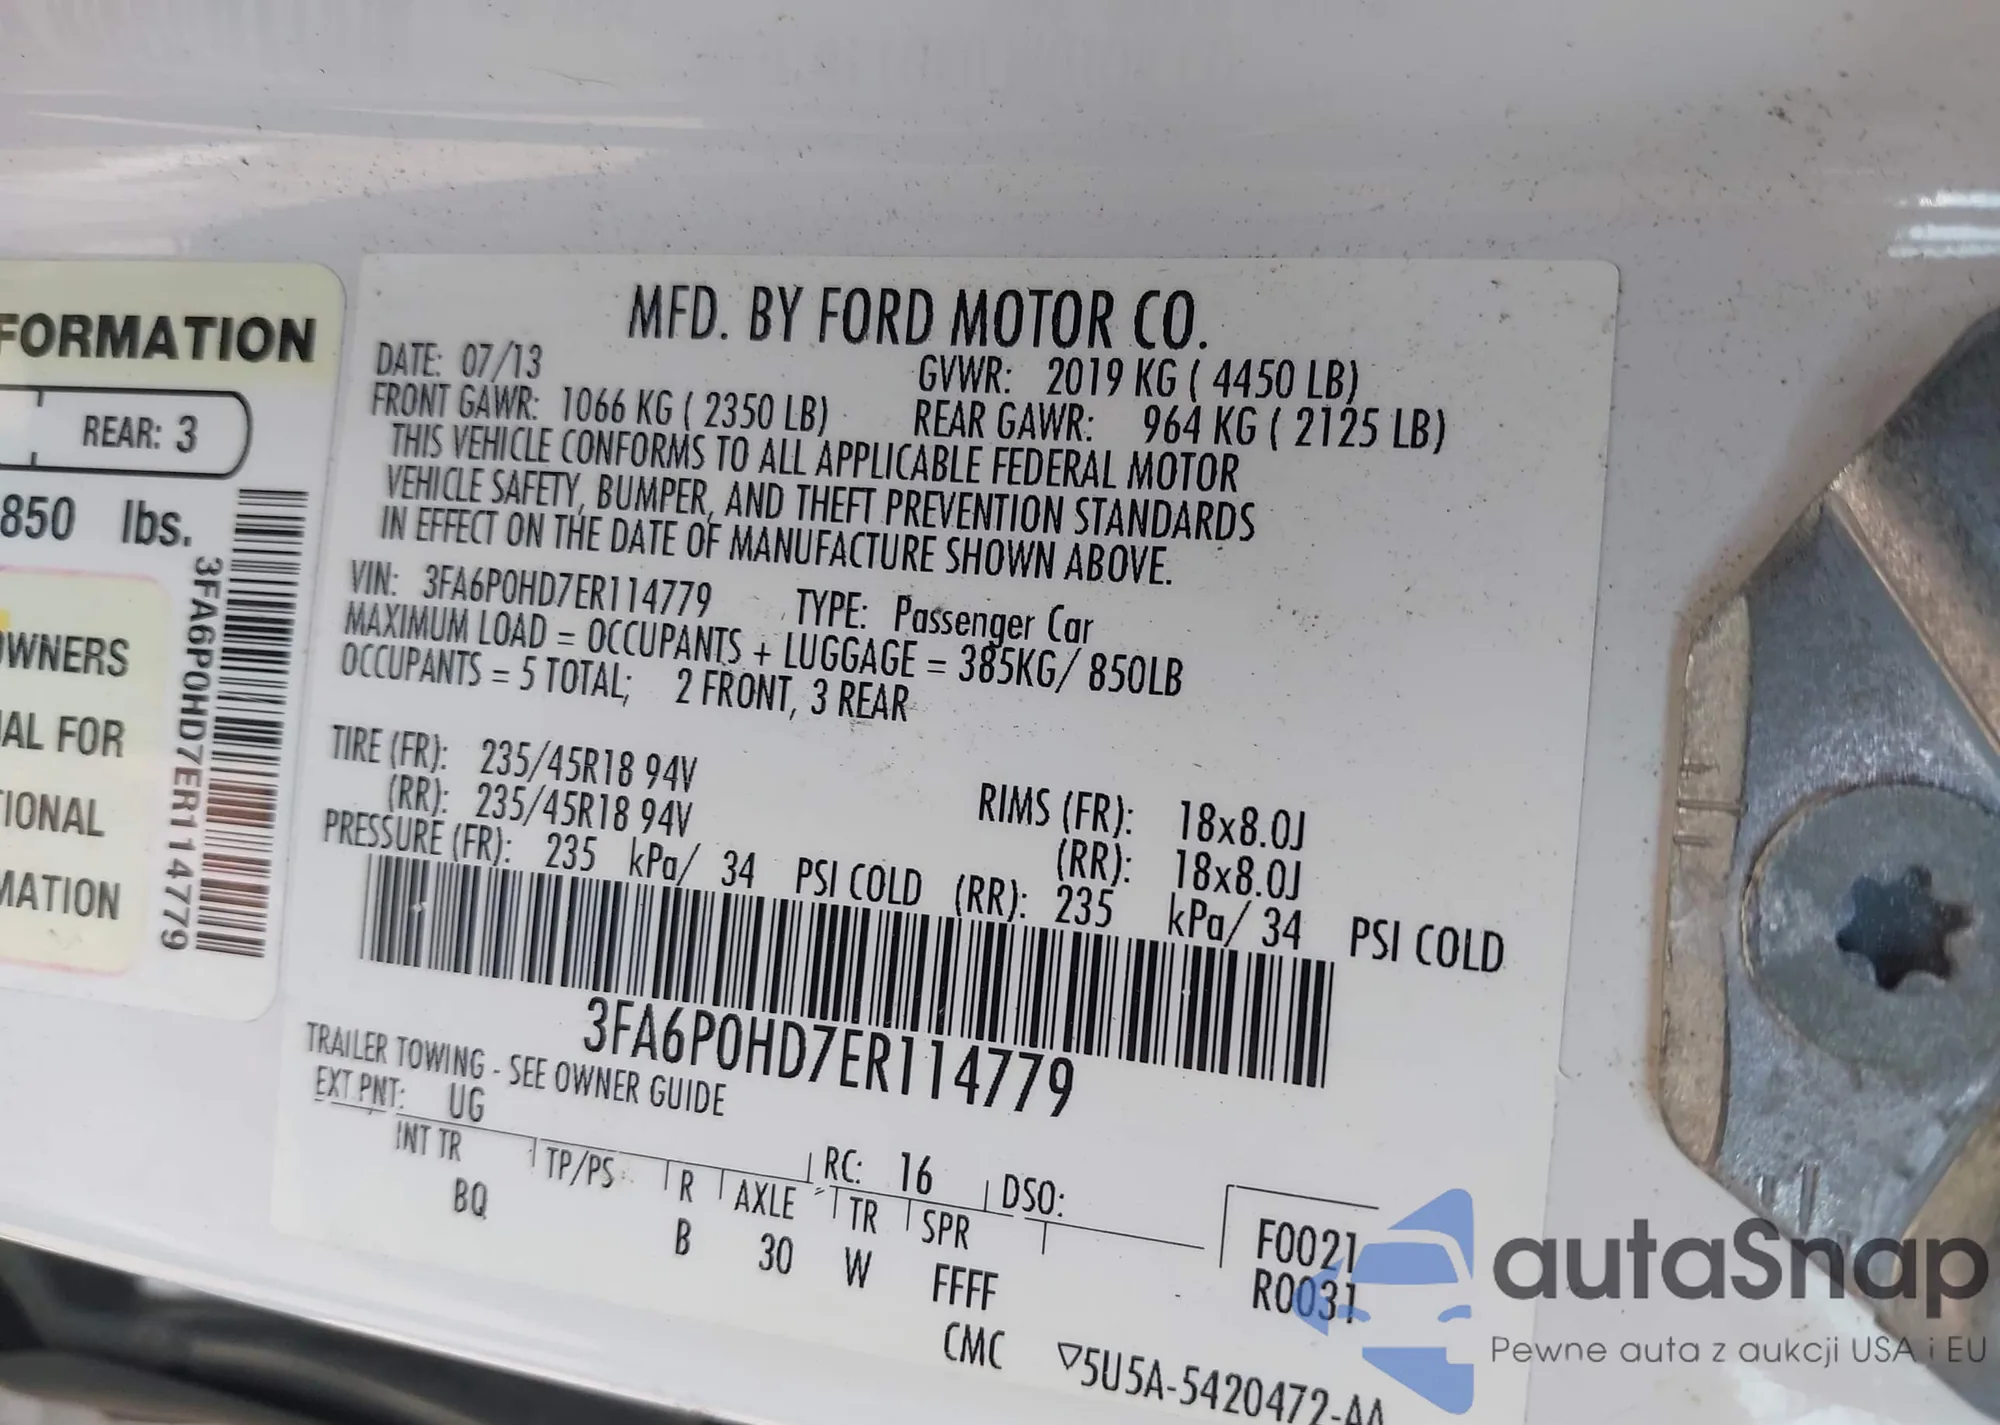 FORMATION
REAR: 3
850 lbs.
OWNERS
FOR
MATION
3FA6P0HD7ER114779
MFD. BY FORD MOTOR CO.
DATE: 07/13 GVWR: 2019 KG ( 4450 LB)
FRONT GAWR: 1066 KG ( 2350 LB) REAR GAWR: 964 KG ( 2125 LB)
THIS VEHICLE CONFORMS TO ALL APPLICABLE FEDERAL MOTOR
VEHICLE SAFETY, BUMPER, AND THEFT PREVENTION STANDARDS
IN EFFECT ON THE DATE OF MANUFACTURE SHOWN ABOVE.
VIN: 3FA6P0HD7ER114779 TYPE: Passenger Car
MAXIMUM LOAD = OCCUPANTS + LUGGAGE = 385KG/ 850LB
OCCUPANTS = 5 TOTAL; 2 FRONT, 3 REAR
TIRE (FR): 235/45R18 94V RIMS (FR): 18x8.0J
(RR): 235/45R18 94V (RR): 18x8.0J
PRESSURE (FR): 235 kPa/ 34 PSI COLD (RR): 235 kPa/ 34 PSI COLD
3FA6P0HD7ER114779
TRAILER TOWING - SEE OWNER GUIDE
EXT PNT: UG RC: 16 DSO:
INT TR TP/PS R AXLE TR SPR
BQ B 30 W FFFF
F0021
R0031
CMC ▽5U5A-5420472-AA
autaSnap
Pewne auta z aukcji USA i EU